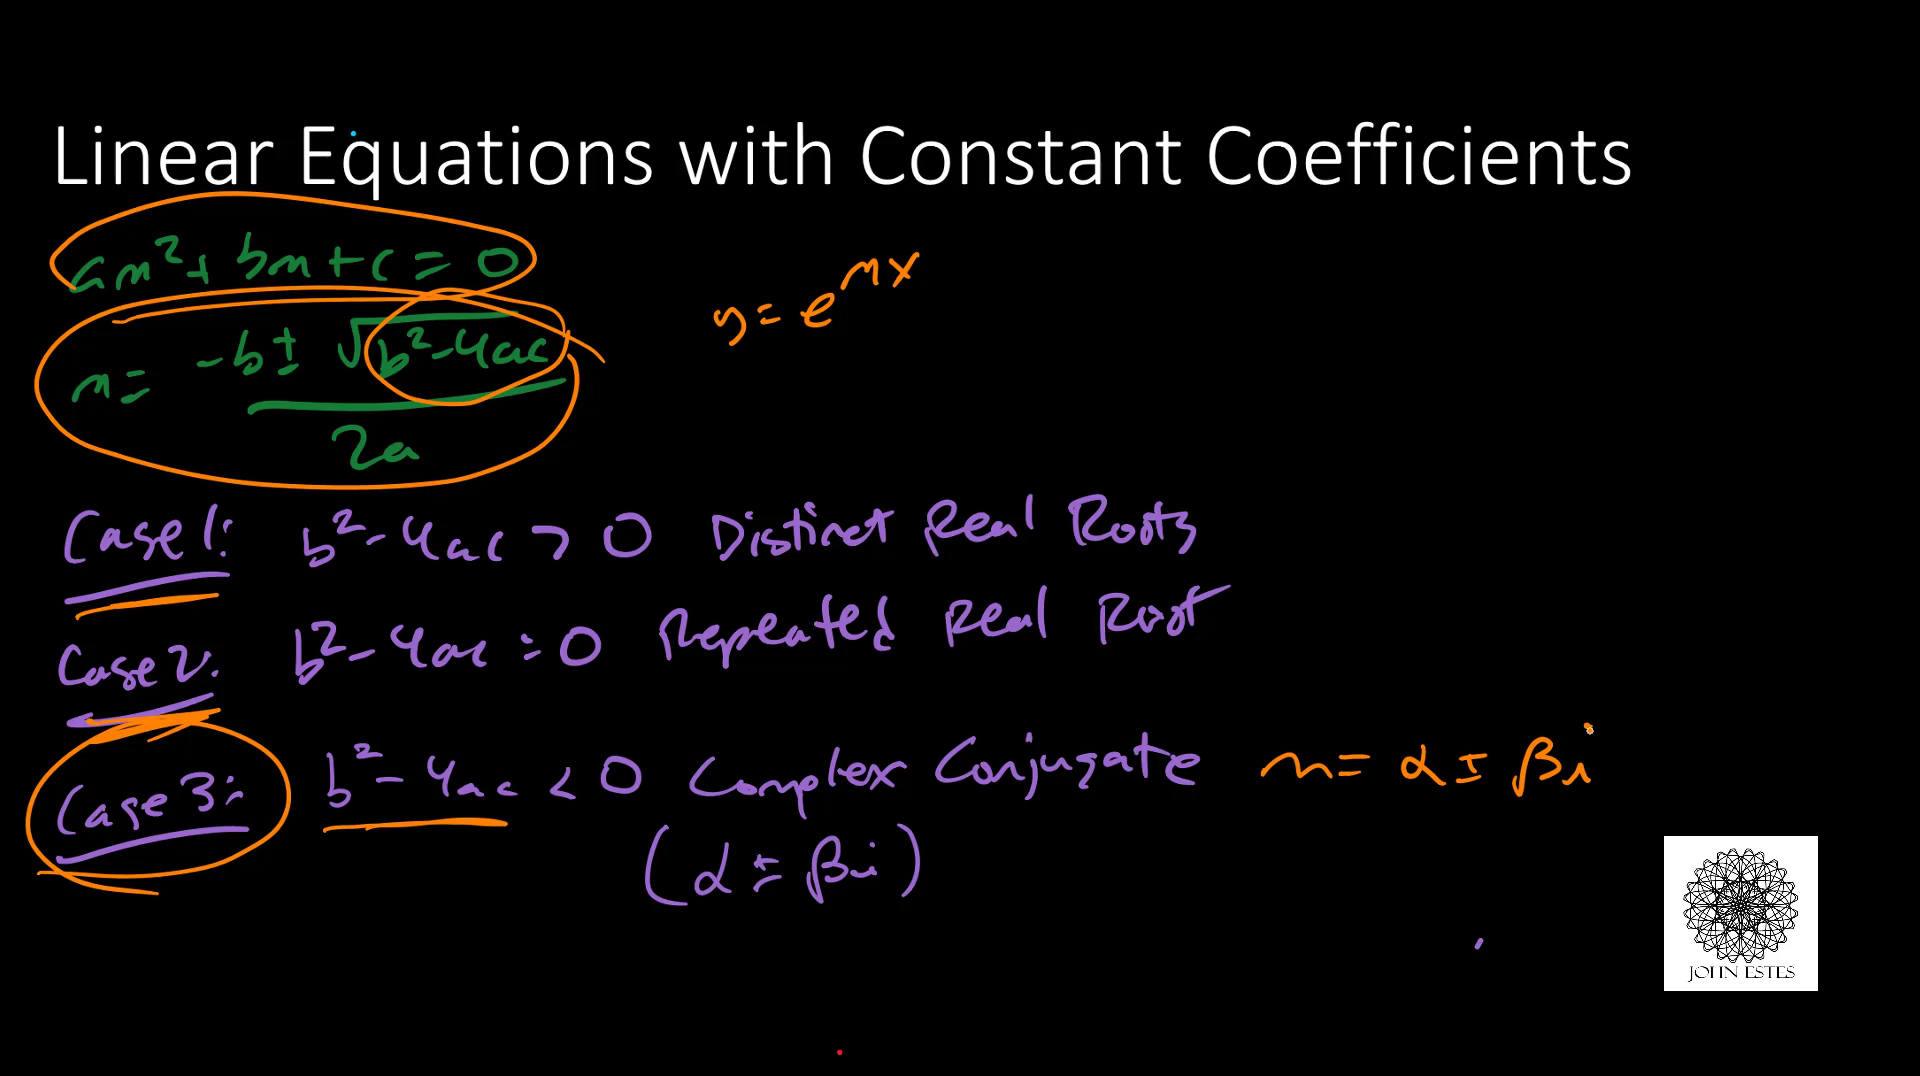 Linear Equations with Constant Coefficients
am²+ bm + c = 0
y = e^{mx}
m = \frac{-b ± \sqrt{b²-4ac}}{2a}
Case 1: b²-4ac > 0 Distinct Real Roots
Case 2: b²-4ac = 0 Repeated Real Root
Case 3: b²-4ac < 0 Complex Conjugate m = α ± βi
(α ± βi)
JOHN ESTES